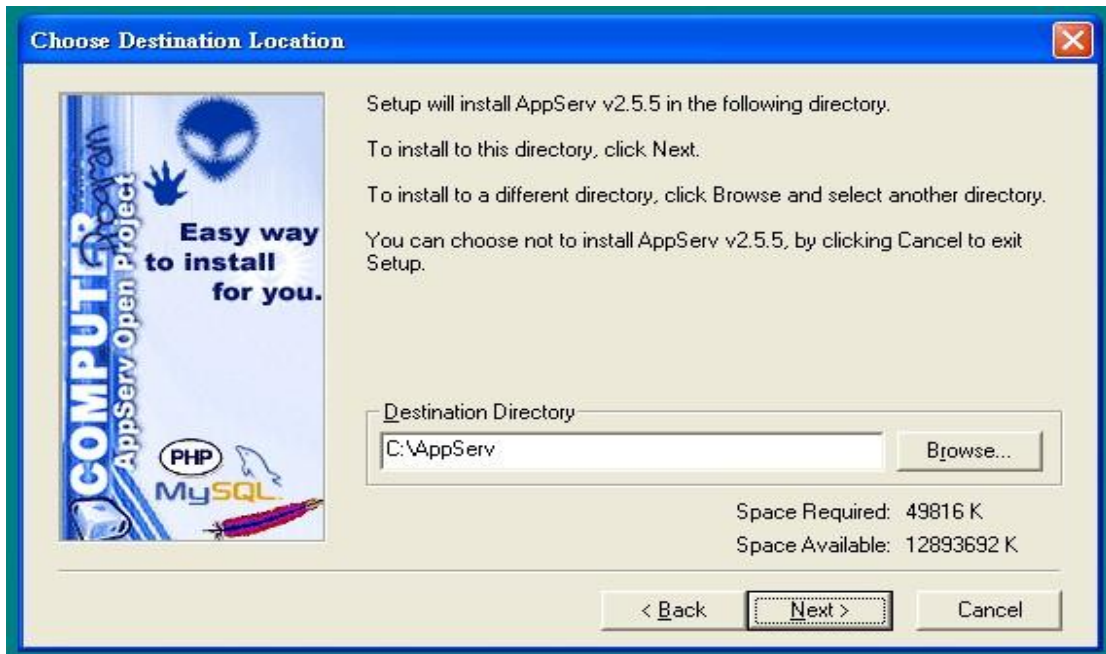 Choose Destination Location
Setup will install AppServ v2.5.5 in the following directory.
To install to this directory, click Next.
To install to a different directory, click Browse and select another directory.
You can choose not to install AppServ v2.5.5, by clicking Cancel to exit
Setup.
COMPUTER
Program
AppServ Open Project
Easy way
to install
for you.
PHP
MySQL
Destination Directory
C:\AppServ
Browse...
Space Required: 49816 K
Space Available: 12893692 K
< Back
Next >
Cancel